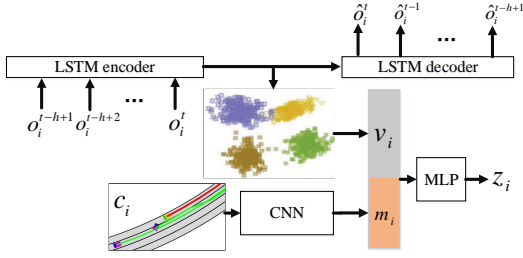 ô_i^t ô_i^{t-1} ... ô_i^{t-h+1}
LSTM encoder
LSTM decoder
o_i^{t-h+1} o_i^{t-h+2} ... o_i^t
v_i
MLP
z_i
c_i
CNN
m_i